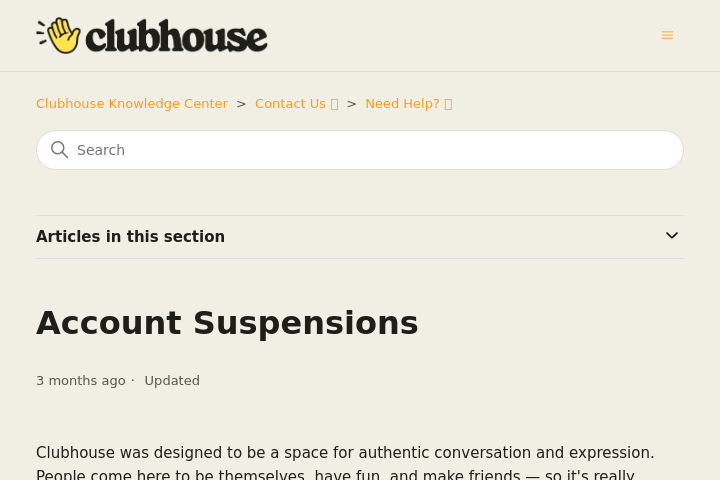 clubhouse
Clubhouse Knowledge Center > Contact Us > Need Help?
Search
Articles in this section
Account Suspensions
3 months ago · Updated
Clubhouse was designed to be a space for authentic conversation and expression.
People come here to be themselves, have fun, and make friends — so it's really